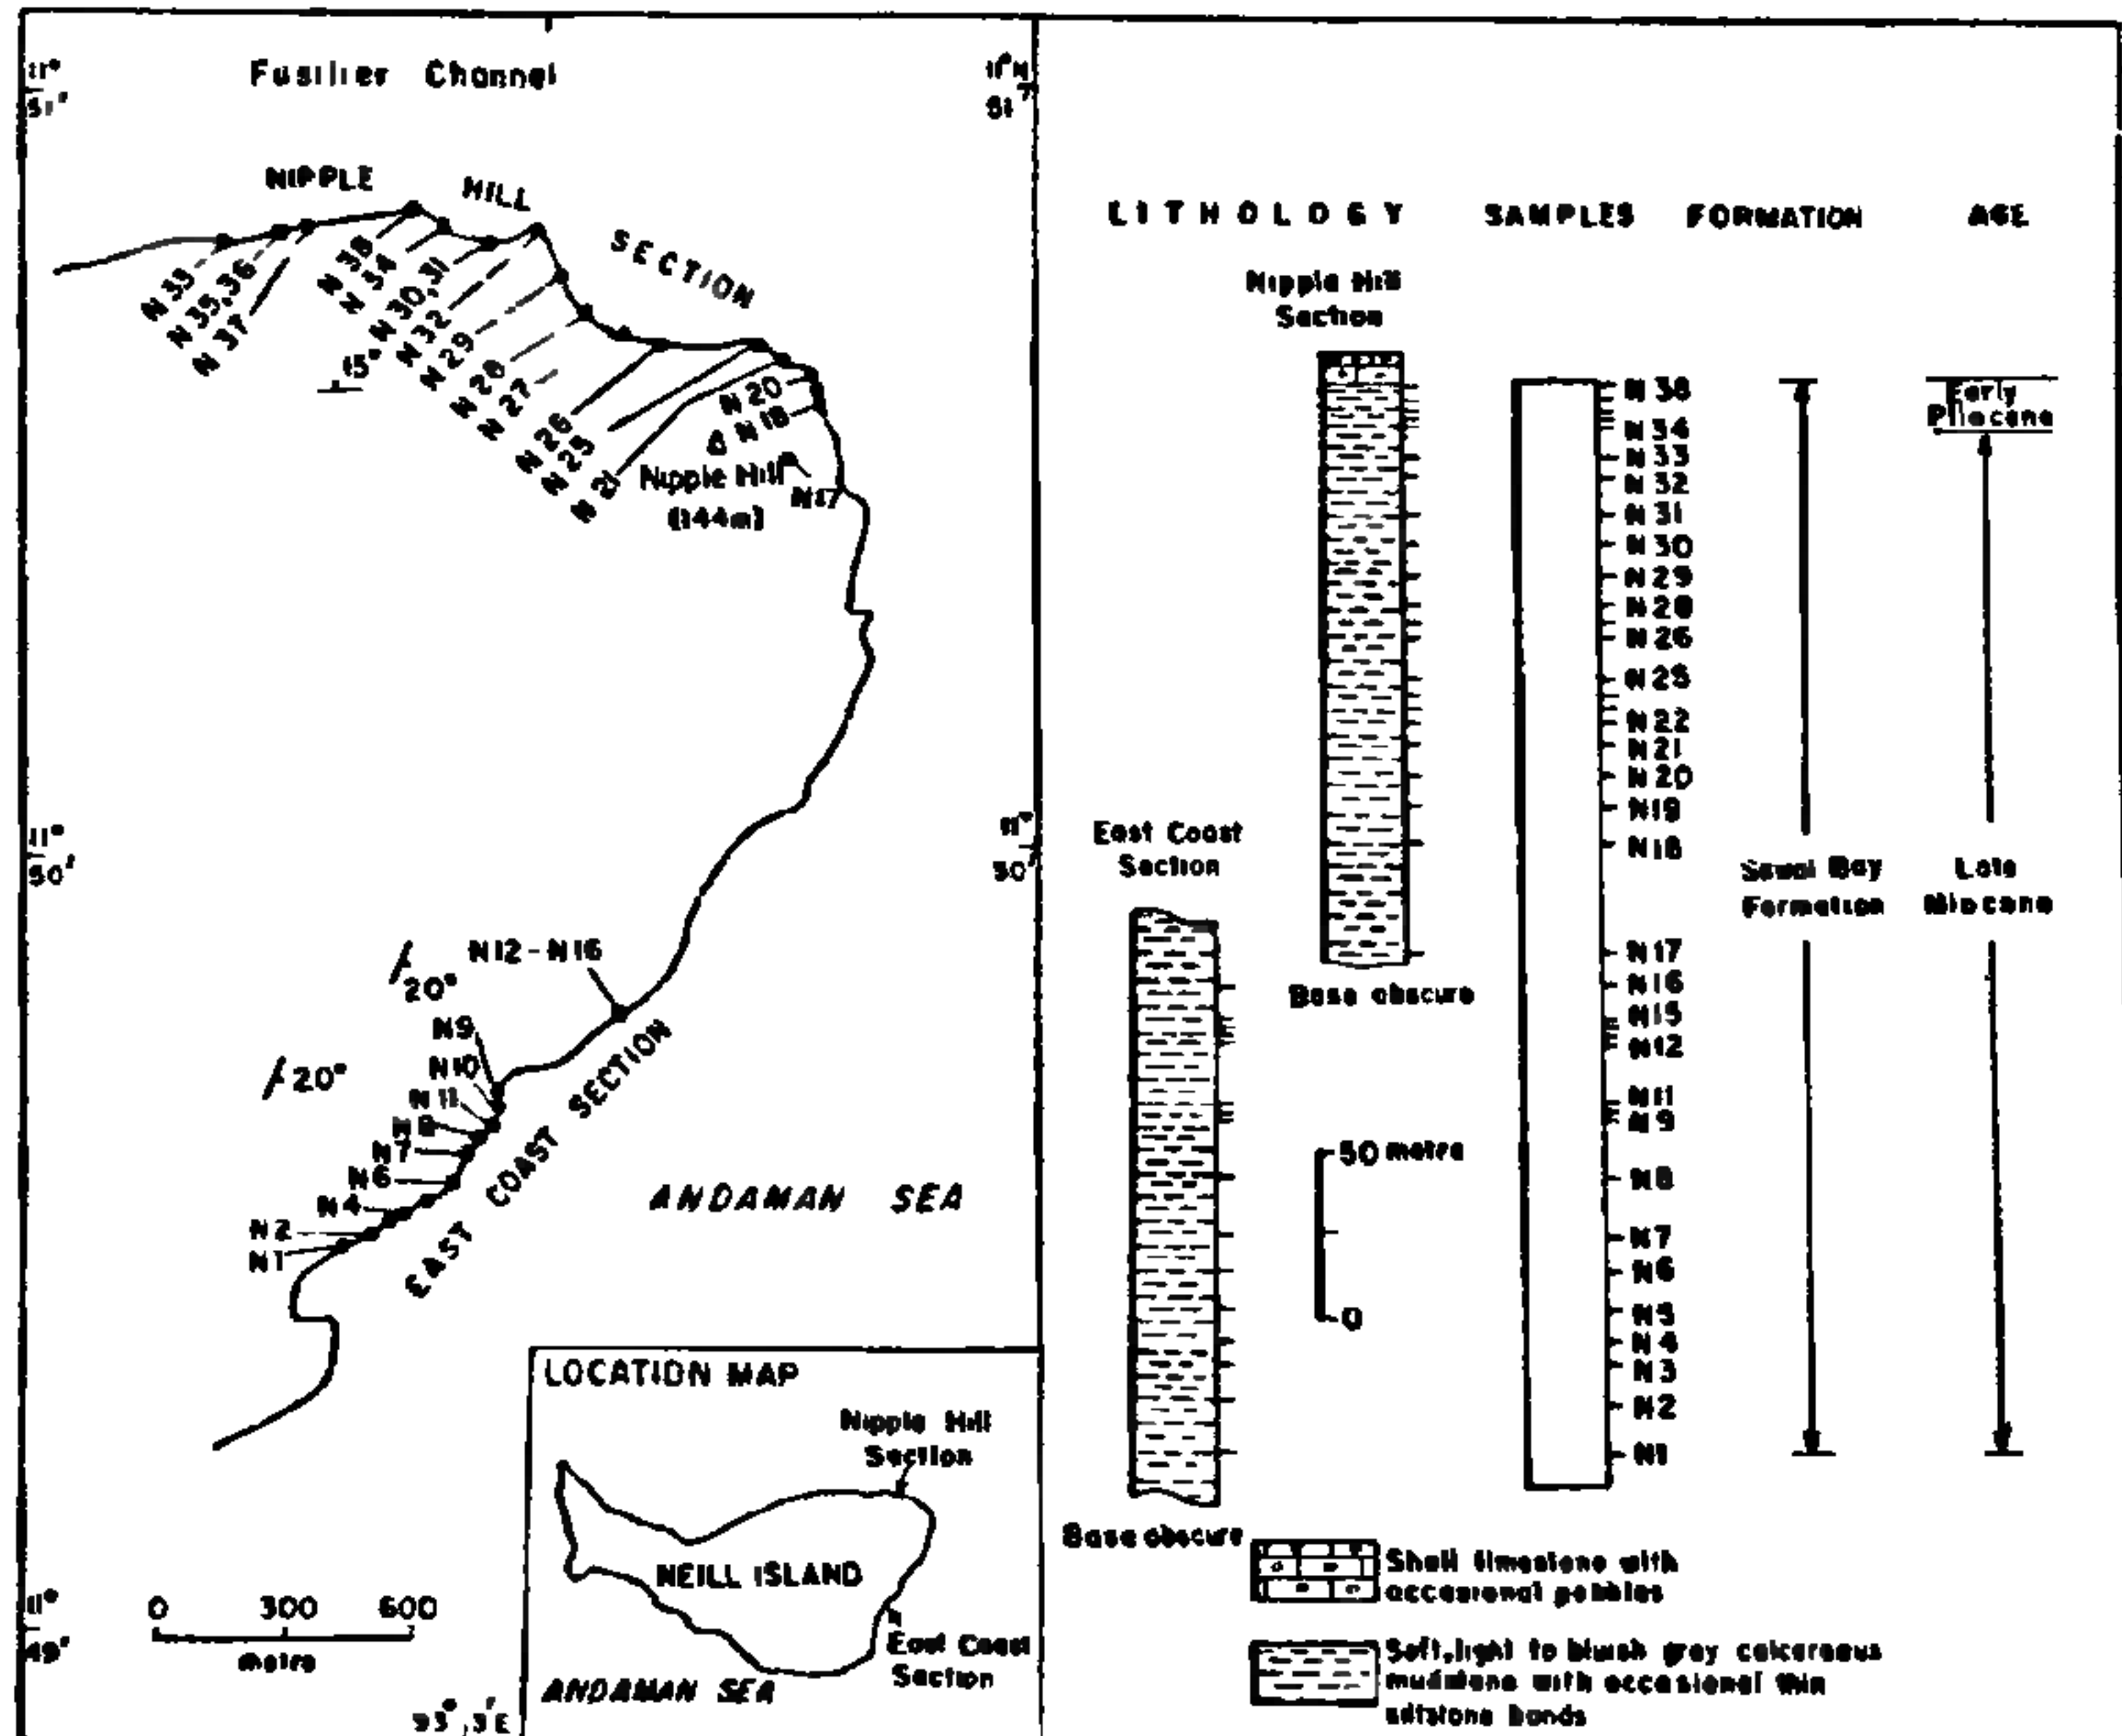 Fusilier Channel
11°
51'
11°N
51'
NIPPLE HILL SECTION
N 33
N 35,36
N 37
N 38
N 34
N 30,31
N 32
N 29
N 28
N 27
N 26
N 25
N 21
N 20
N 18
15°
Nipple Hill
(144m)
N17
11°
50'
11°
50'
N12-N16
20°
20°
N9
N10
N11
N8
N7
N6
N4
N2
N1
EAST COAST SECTION
ANDAMAN SEA
LOCATION MAP
Nipple Hill
Section
NEILL ISLAND
East Coast
Section
ANDAMAN SEA
11°
49'
0 300 600
metre
93°,3'E
LITHOLOGY SAMPLES FORMATION AGE
Nipple Hill
Section
East Coast
Section
Base obscure
Base obscure
50 metre
0
N 38
N 34
N 33
N 32
N 31
N 30
N 29
N 28
N 26
N 25
N 22
N 21
N 20
N19
N18
N17
N16
N15
N12
N11
N9
N8
N7
N6
N5
N4
N3
N2
N1
Sawai Bay
Formation
Early
Pliocene
Late
Miocene
Shell limestone with
occasional pebbles
Soft, light to bluish grey calcareous
mudstone with occasional thin
siltstone bands